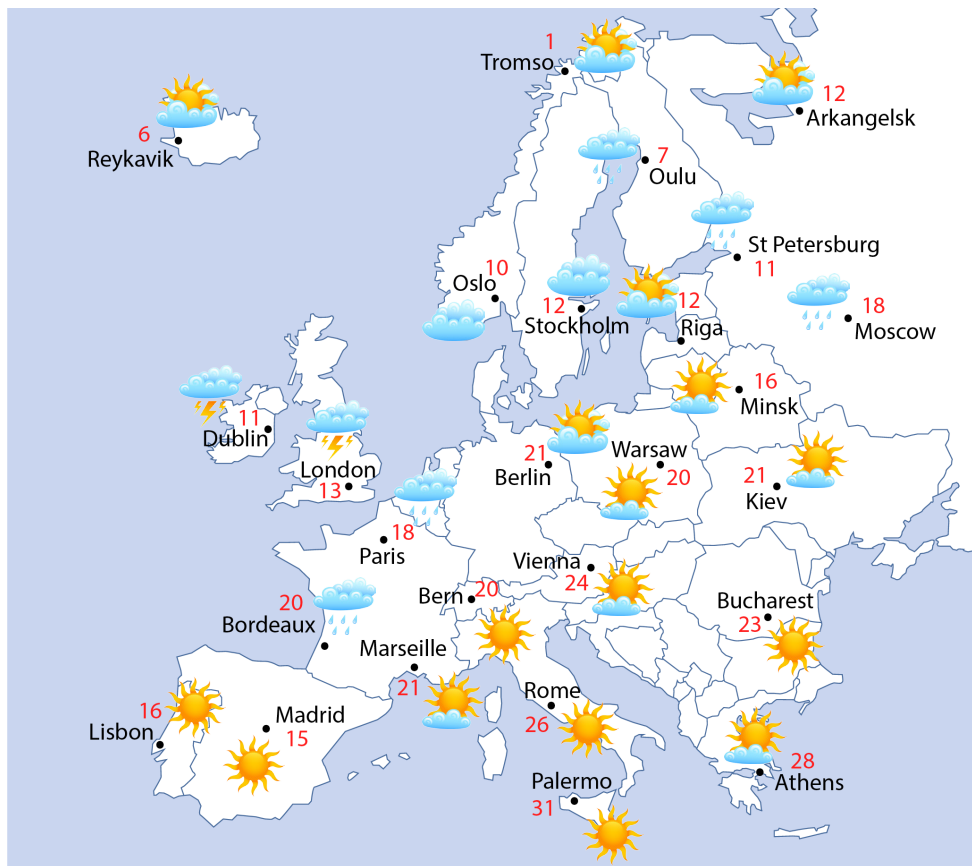 1
Tromso
12
Arkangelsk
6
Reykavik
7
Oulu
St Petersburg
11
10
Oslo
12
Stockholm
12
Riga
18
Moscow
16
Minsk
11
Dublin
London
13
21
Berlin
Warsaw
20
21
Kiev
18
Paris
Vienna
24
20
Bordeaux
Bern 20
Bucharest
23
Marseille
21
16
Lisbon
Madrid
15
Rome
26
28
Athens
Palermo
31